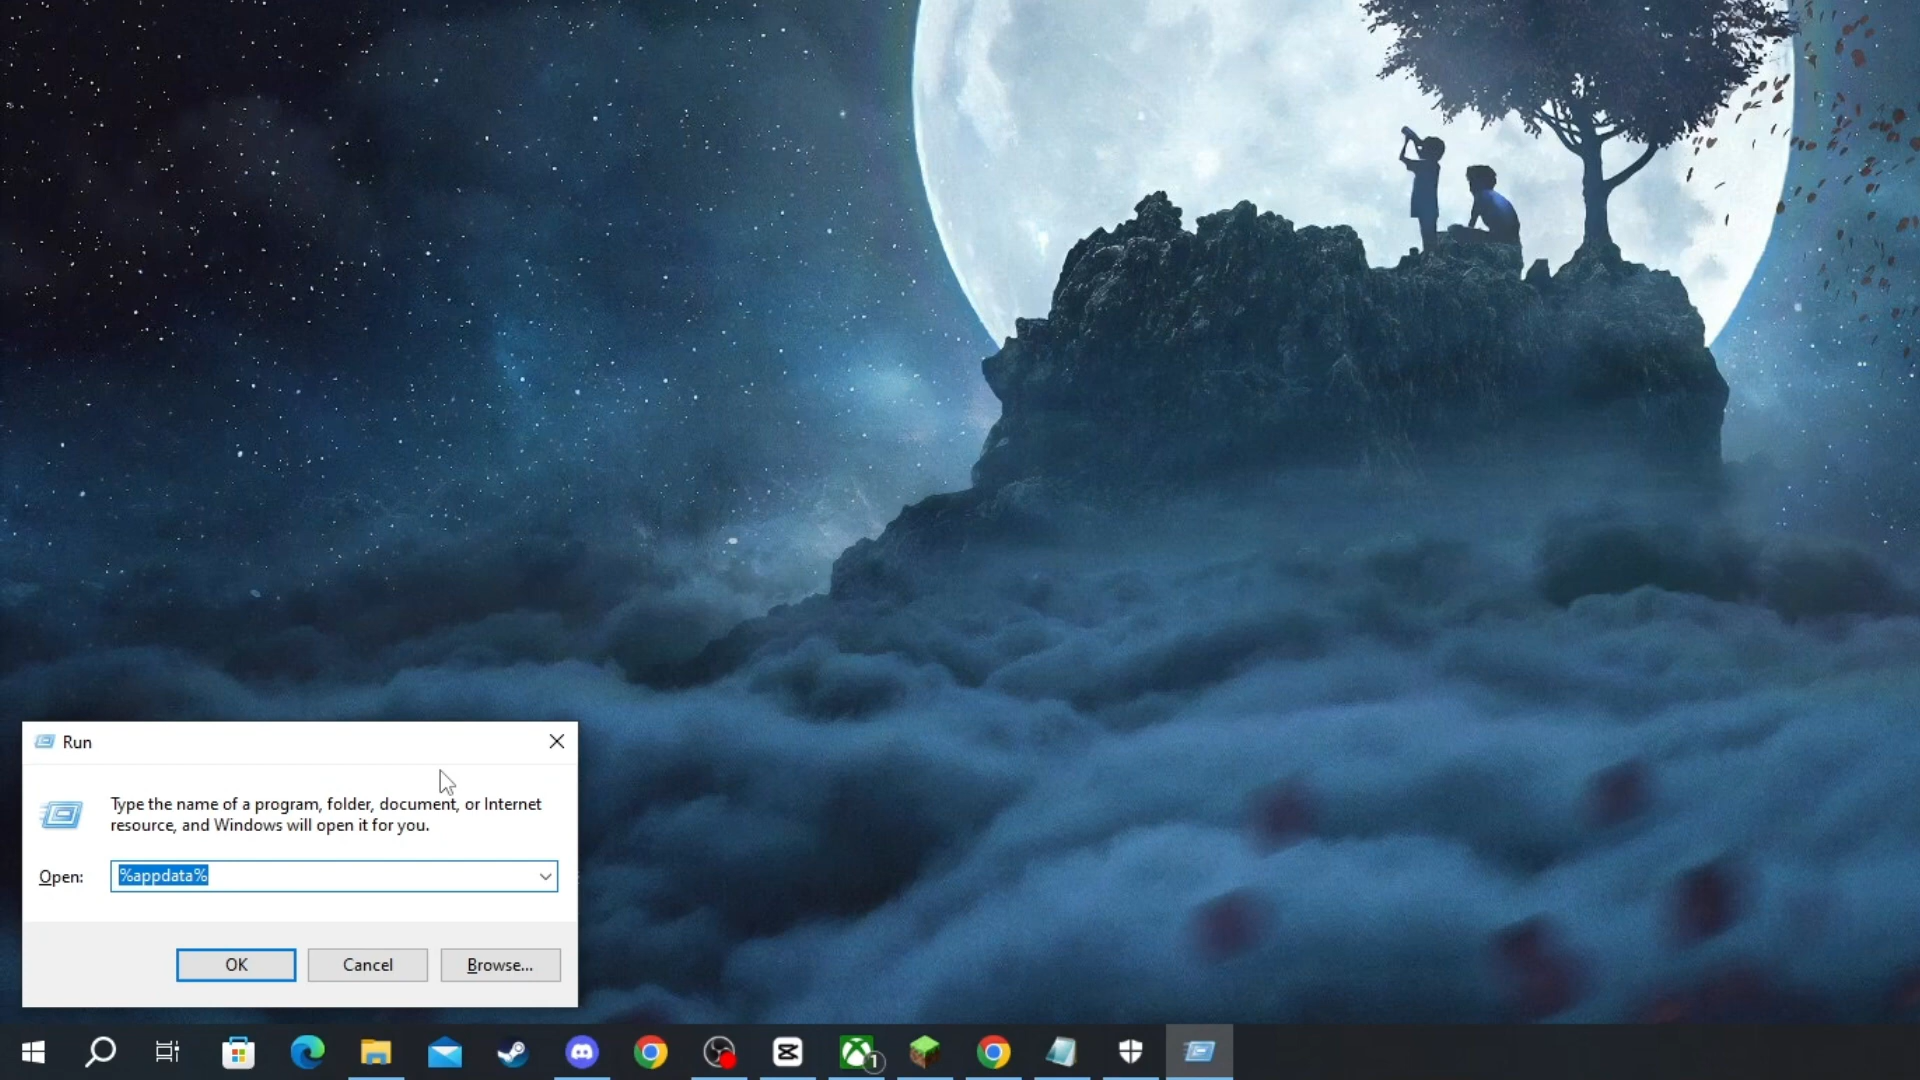 Run
Type the name of a program, folder, document, or Internet
resource, and Windows will open it for you.
Open:
%appdata%
OK
Cancel
Browse...
1